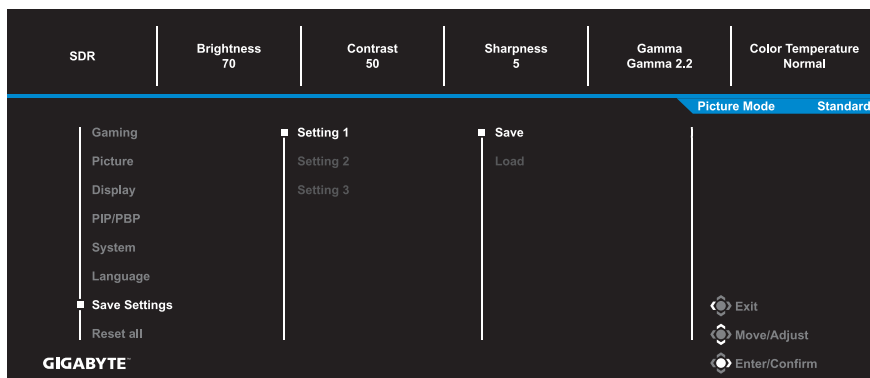 SDR
Brightness
70
Contrast
50
Sharpness
5
Gamma
Gamma 2.2
Color Temperature
Normal
Picture Mode Standard
Gaming
Picture
Display
PIP/PBP
System
Language
Save Settings
Reset all
Setting 1
Setting 2
Setting 3
Save
Load
Exit
Move/Adjust
Enter/Confirm
GIGABYTE™